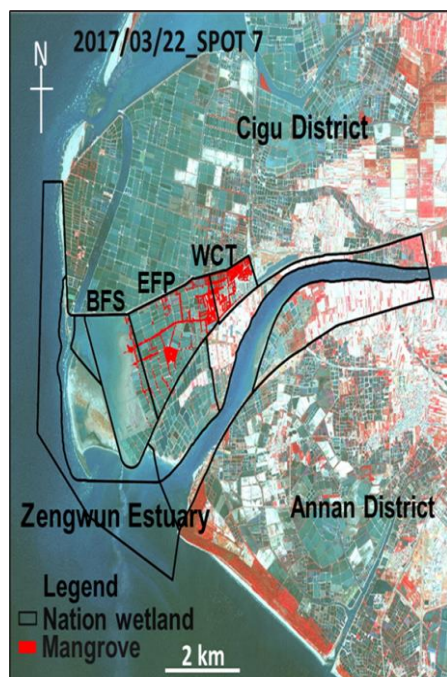 2017/03/22_SPOT 7
N
Cigu District
WCT
EFP
BFS
Zengwun Estuary
Annan District
Legend
Nation wetland
Mangrove
2 km